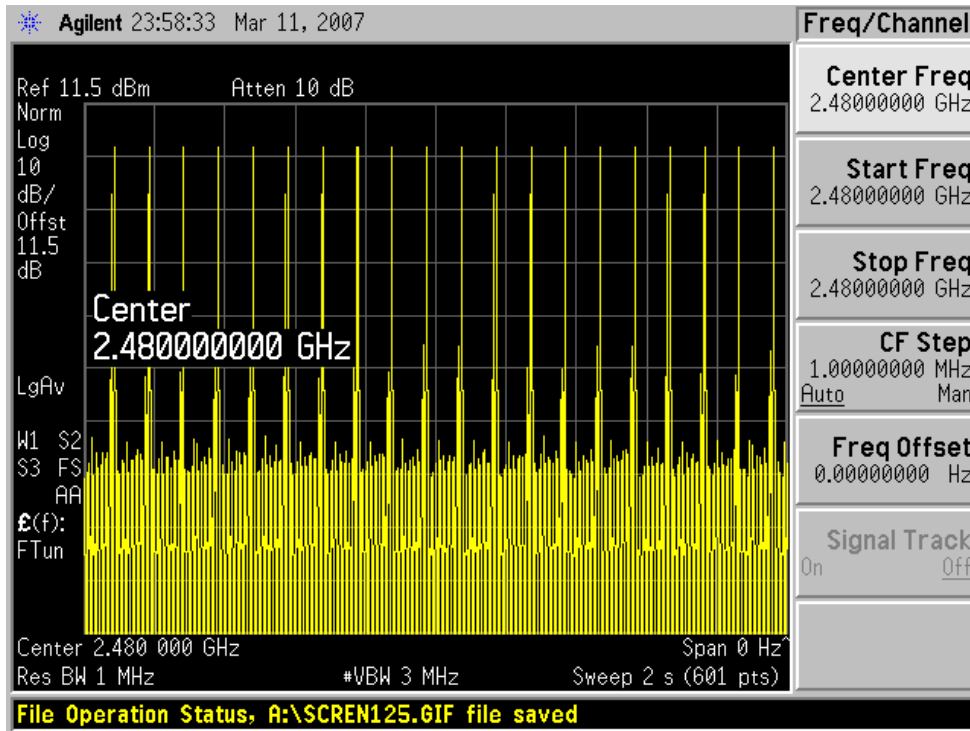 Agilent 23:58:33 Mar 11, 2007
Freq/Channel
Ref 11.5 dBm Atten 10 dB
Norm
Log
10
dB/
Offst
11.5
dB
Center
2.480000000 GHz
LgAv
W1 S2
S3 FS
AA
£(f):
FTun
Center 2.480 000 GHz Span 0 Hz^
Res BW 1 MHz #VBW 3 MHz Sweep 2 s (601 pts)
Center Freq
2.48000000 GHz
Start Freq
2.48000000 GHz
Stop Freq
2.48000000 GHz
CF Step
1.00000000 MHz
Auto Man
Freq Offset
0.00000000 Hz
Signal Track
On Off
File Operation Status, A:\SCREN125.GIF file saved